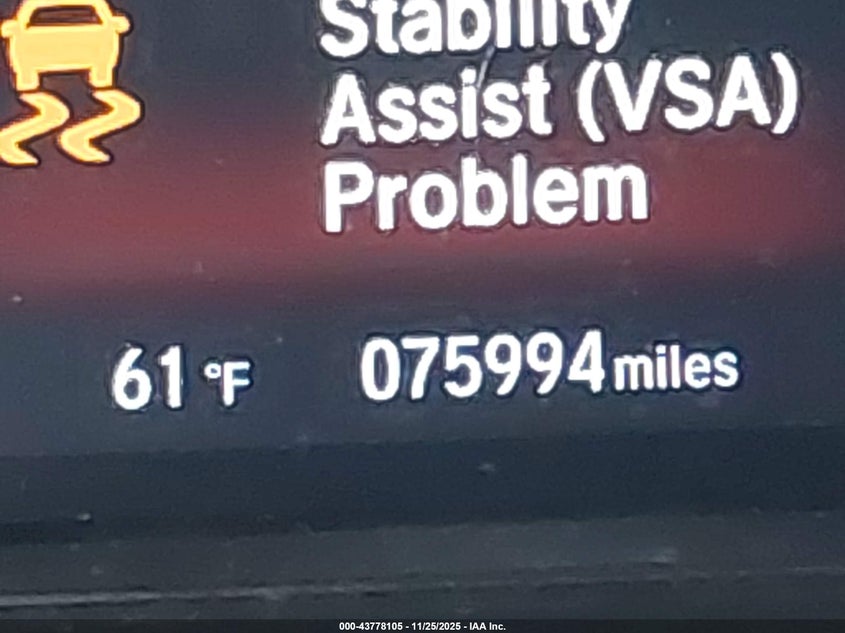 Stability
Assist (VSA)
Problem
61 °F 075994 miles
000-43778105 - 11/25/2025 - IAA Inc.